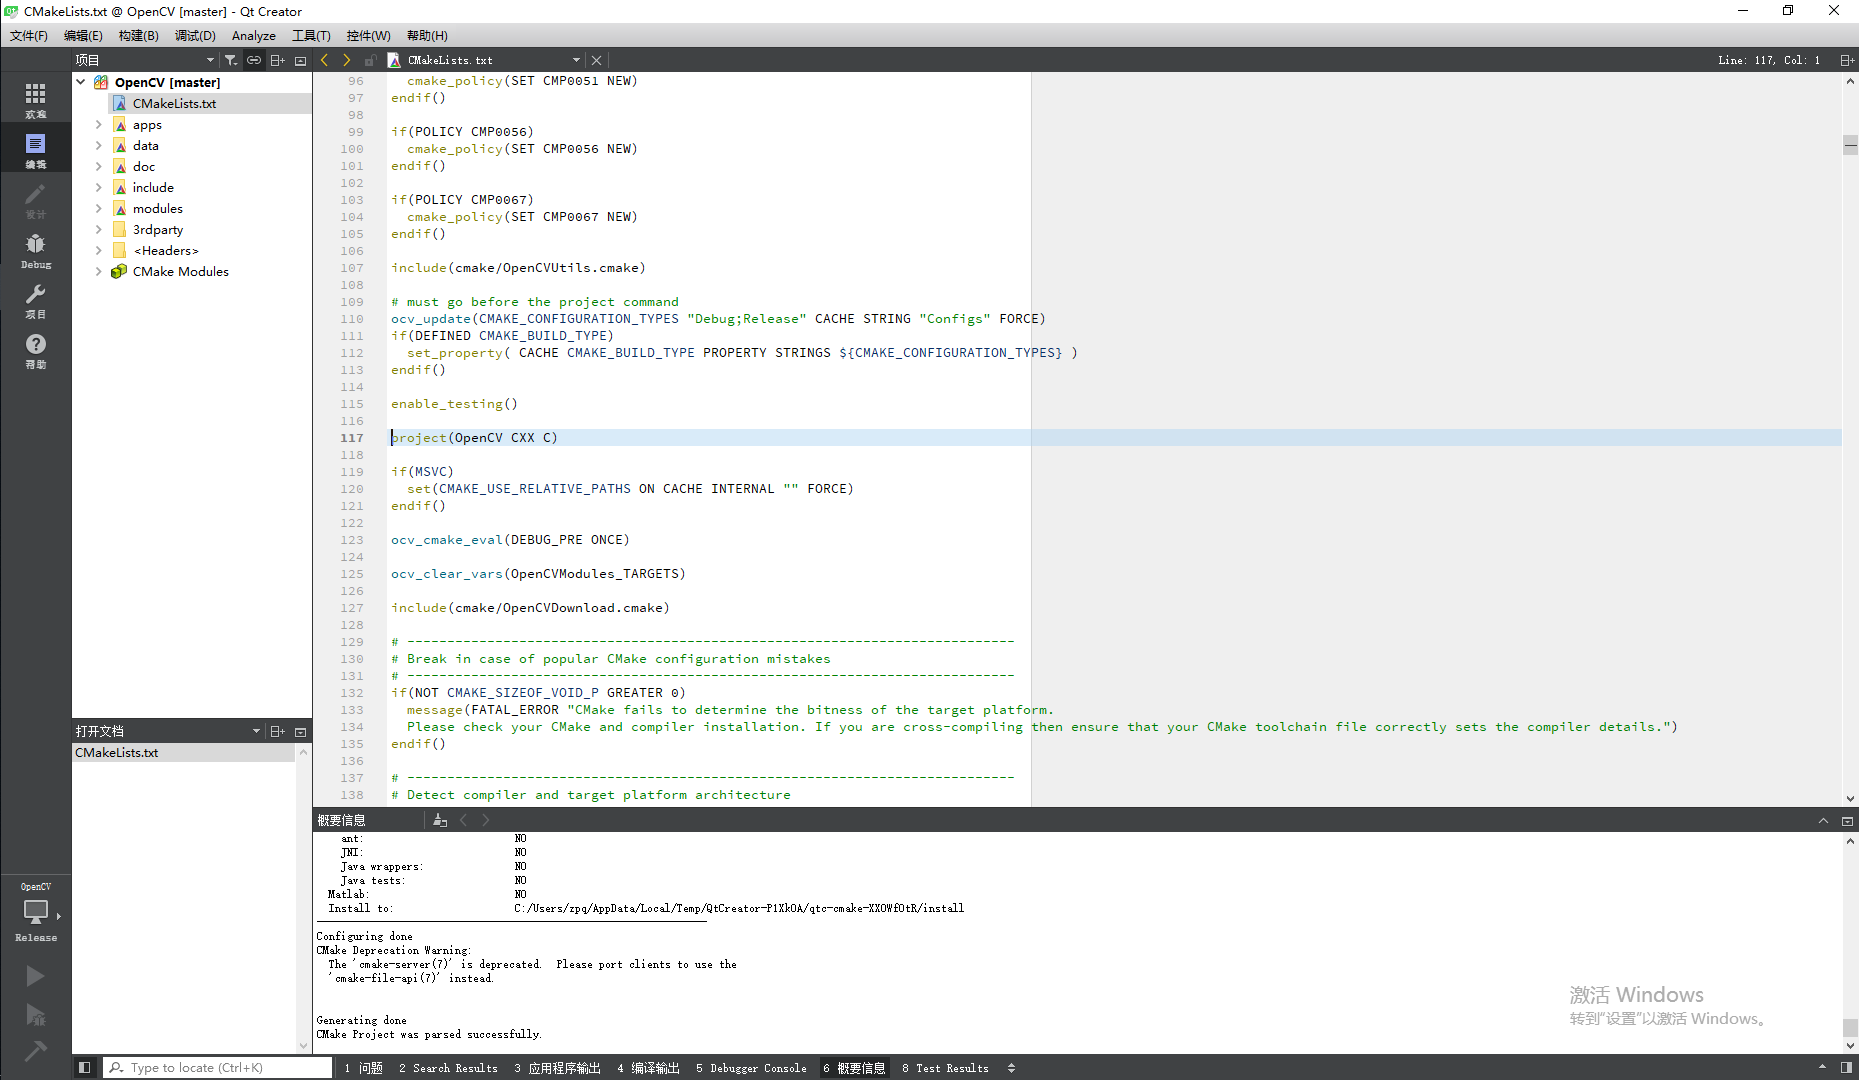 CMakeLists.txt @ OpenCV [master] - Qt Creator
文件(F) 编辑(E) 构建(B) 调试(D) Analyze 工具(T) 控件(W) 帮助(H)
项目
CMakeLists.txt
Line: 117, Col: 1
欢迎
编辑
设计
Debug
项目
帮助
OpenCV
Release
OpenCV [master]
CMakeLists.txt
apps
data
doc
include
modules
3rdparty
<Headers>
CMake Modules
打开文档
CMakeLists.txt
96 cmake_policy(SET CMP0051 NEW)
97 endif()
98
99 if(POLICY CMP0056)
100 cmake_policy(SET CMP0056 NEW)
101 endif()
102
103 if(POLICY CMP0067)
104 cmake_policy(SET CMP0067 NEW)
105 endif()
106
107 include(cmake/OpenCVUtils.cmake)
108
109 # must go before the project command
110 ocv_update(CMAKE_CONFIGURATION_TYPES "Debug;Release" CACHE STRING "Configs" FORCE)
111 if(DEFINED CMAKE_BUILD_TYPE)
112 set_property( CACHE CMAKE_BUILD_TYPE PROPERTY STRINGS ${CMAKE_CONFIGURATION_TYPES} )
113 endif()
114
115 enable_testing()
116
117 project(OpenCV CXX C)
118
119 if(MSVC)
120 set(CMAKE_USE_RELATIVE_PATHS ON CACHE INTERNAL "" FORCE)
121 endif()
122
123 ocv_cmake_eval(DEBUG_PRE ONCE)
124
125 ocv_clear_vars(OpenCVModules_TARGETS)
126
127 include(cmake/OpenCVDownload.cmake)
128
129 # ----------------------------------------------------------------------------
130 # Break in case of popular CMake configuration mistakes
131 # ----------------------------------------------------------------------------
132 if(NOT CMAKE_SIZEOF_VOID_P GREATER 0)
133 message(FATAL_ERROR "CMake fails to determine the bitness of the target platform.
134 Please check your CMake and compiler installation. If you are cross-compiling then ensure that your CMake toolchain file correctly sets the compiler details.")
135 endif()
136
137 # ----------------------------------------------------------------------------
138 # Detect compiler and target platform architecture
概要信息
ant: NO
JNI: NO
Java wrappers: NO
Java tests: NO
Matlab: NO
Install to: C:/Users/zpq/AppData/Local/Temp/QtCreator-P1XkOA/qtc-cmake-XXOWfOtR/install
-----------------------------------------------------------------
Configuring done
CMake Deprecation Warning:
The 'cmake-server(7)' is deprecated. Please port clients to use the
'cmake-file-api(7)' instead.
Generating done
CMake Project was parsed successfully.
激活 Windows
转到"设置"以激活 Windows。
Type to locate (Ctrl+K)
1 问题 2 Search Results 3 应用程序输出 4 编译输出 5 Debugger Console 6 概要信息 8 Test Results